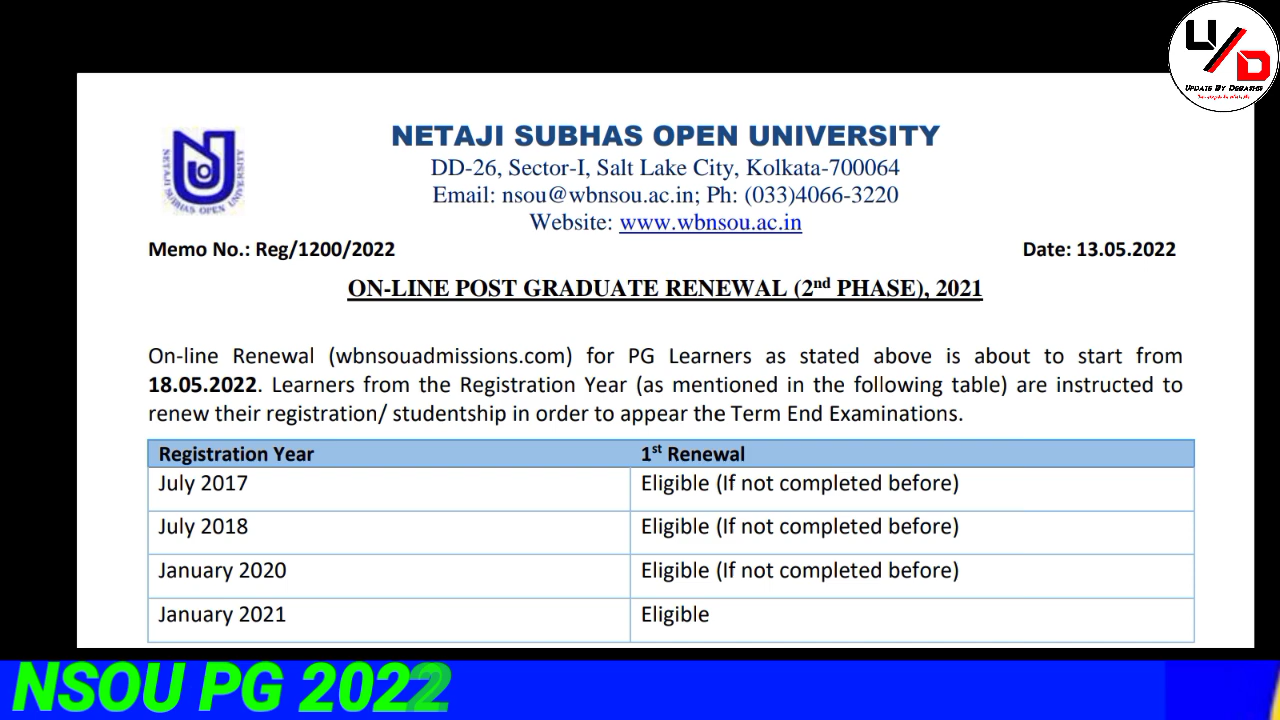 U/D
UPDATE BY DEBASHIS
NETAJI SUBHAS OPEN UNIVERSITY
NETAJI SUBHAS OPEN UNIVERSITY
DD-26, Sector-I, Salt Lake City, Kolkata-700064
Email: nsou@wbnsou.ac.in; Ph: (033)4066-3220
Website: www.wbnsou.ac.in
Memo No.: Reg/1200/2022 Date: 13.05.2022
ON-LINE POST GRADUATE RENEWAL (2nd PHASE), 2021
On-line Renewal (wbnsouadmissions.com) for PG Learners as stated above is about to start from
18.05.2022. Learners from the Registration Year (as mentioned in the following table) are instructed to
renew their registration/ studentship in order to appear the Term End Examinations.
Registration Year 1st Renewal
July 2017 Eligible (If not completed before)
July 2018 Eligible (If not completed before)
January 2020 Eligible (If not completed before)
January 2021 Eligible
NSOU PG 2022